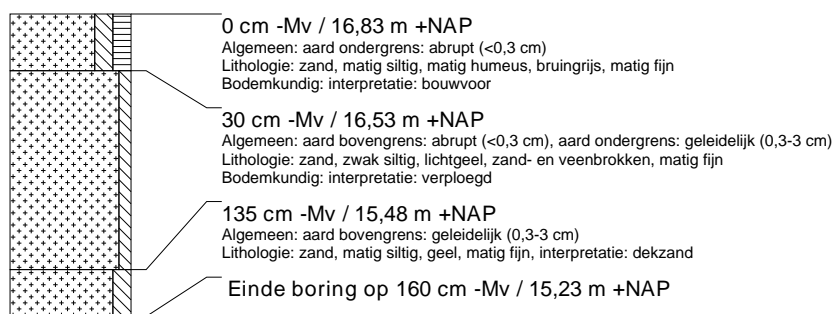 0 cm -Mv / 16,83 m +NAP
Algemeen: aard ondergrens: abrupt (<0,3 cm)
Lithologie: zand, matig siltig, matig humeus, bruingrijs, matig fijn
Bodemkundig: interpretatie: bouwvoor
30 cm -Mv / 16,53 m +NAP
Algemeen: aard bovengrens: abrupt (<0,3 cm), aard ondergrens: geleidelijk (0,3-3 cm)
Lithologie: zand, zwak siltig, lichtgeel, zand- en veenbrokken, matig fijn
Bodemkundig: interpretatie: verploegd
135 cm -Mv / 15,48 m +NAP
Algemeen: aard bovengrens: geleidelijk (0,3-3 cm)
Lithologie: zand, matig siltig, geel, matig fijn, interpretatie: dekzand
Einde boring op 160 cm -Mv / 15,23 m +NAP